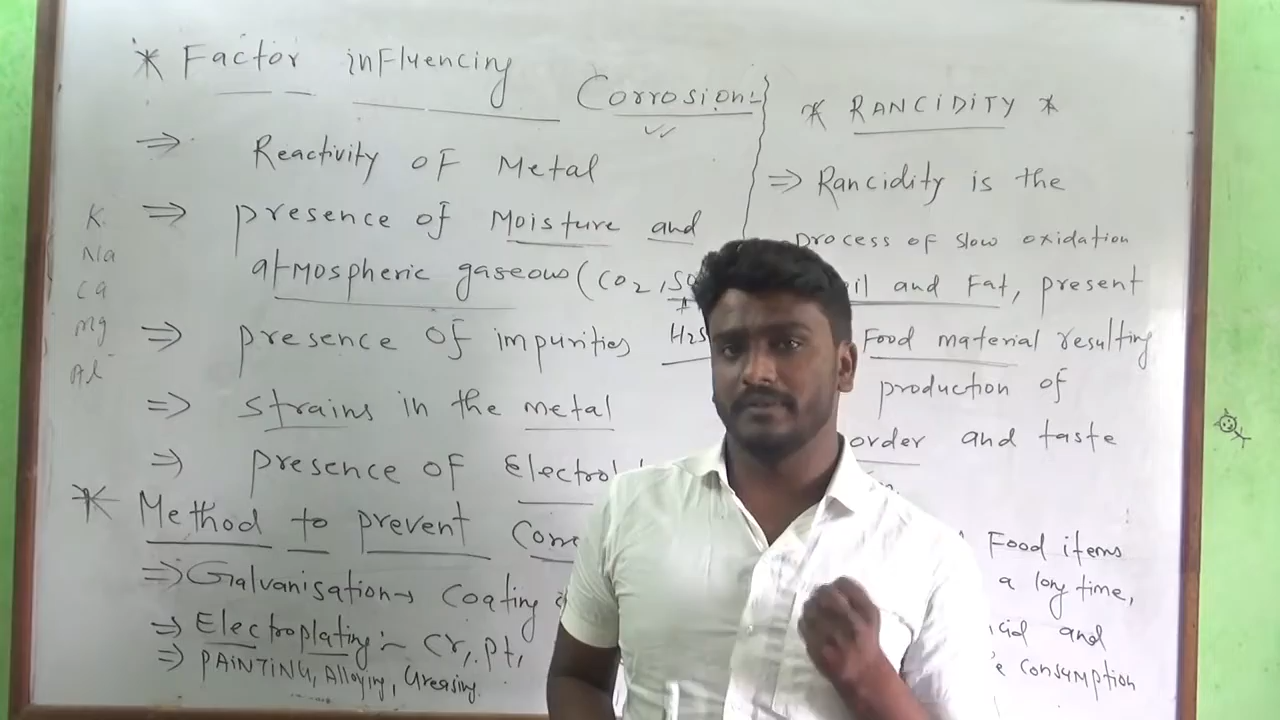 * Factor influencing Corrosion:-
⇒ Reactivity of Metal
⇒ presence of Moisture and
atmospheric gaseous (CO2, SO
H2S
⇒ presence of impurities
⇒ strains in the metal
⇒ presence of Electrol
K
Na
Ca
Mg
Al
* Method to prevent Corro
⇒ Galvanisation → Coating
⇒ Electroplating :- Cr, pt,
⇒ PAINTING, Alloying, Greasing.
* RANCIDITY *
⇒ Rancidity is the
process of slow oxidation
oil and Fat, present
Food material resulting
production of
order and taste
Food items
a long time,
cid and
consumption